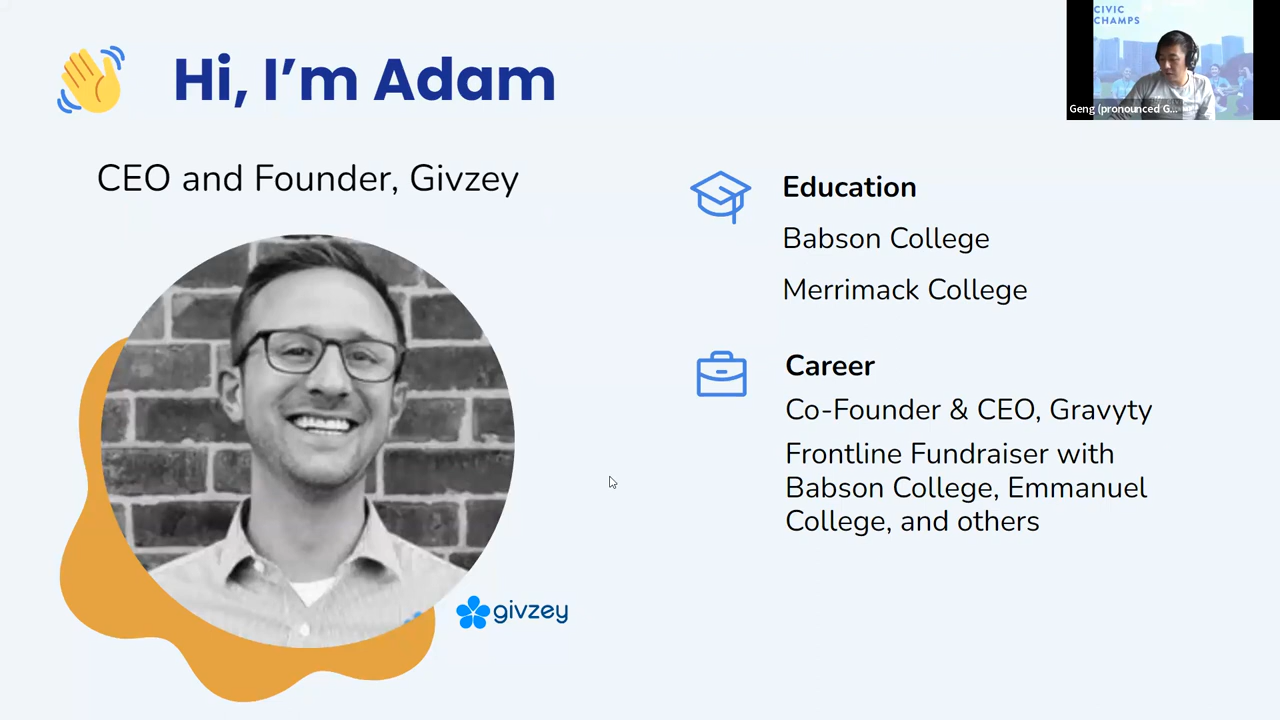 Hi, I’m Adam
CEO and Founder, Givzey
givzey
Education
Babson College
Merrimack College
Career
Co-Founder & CEO, Gravyty
Frontline Fundraiser with
Babson College, Emmanuel
College, and others
CIVIC
CHAMPS
Geng (pronounced G...